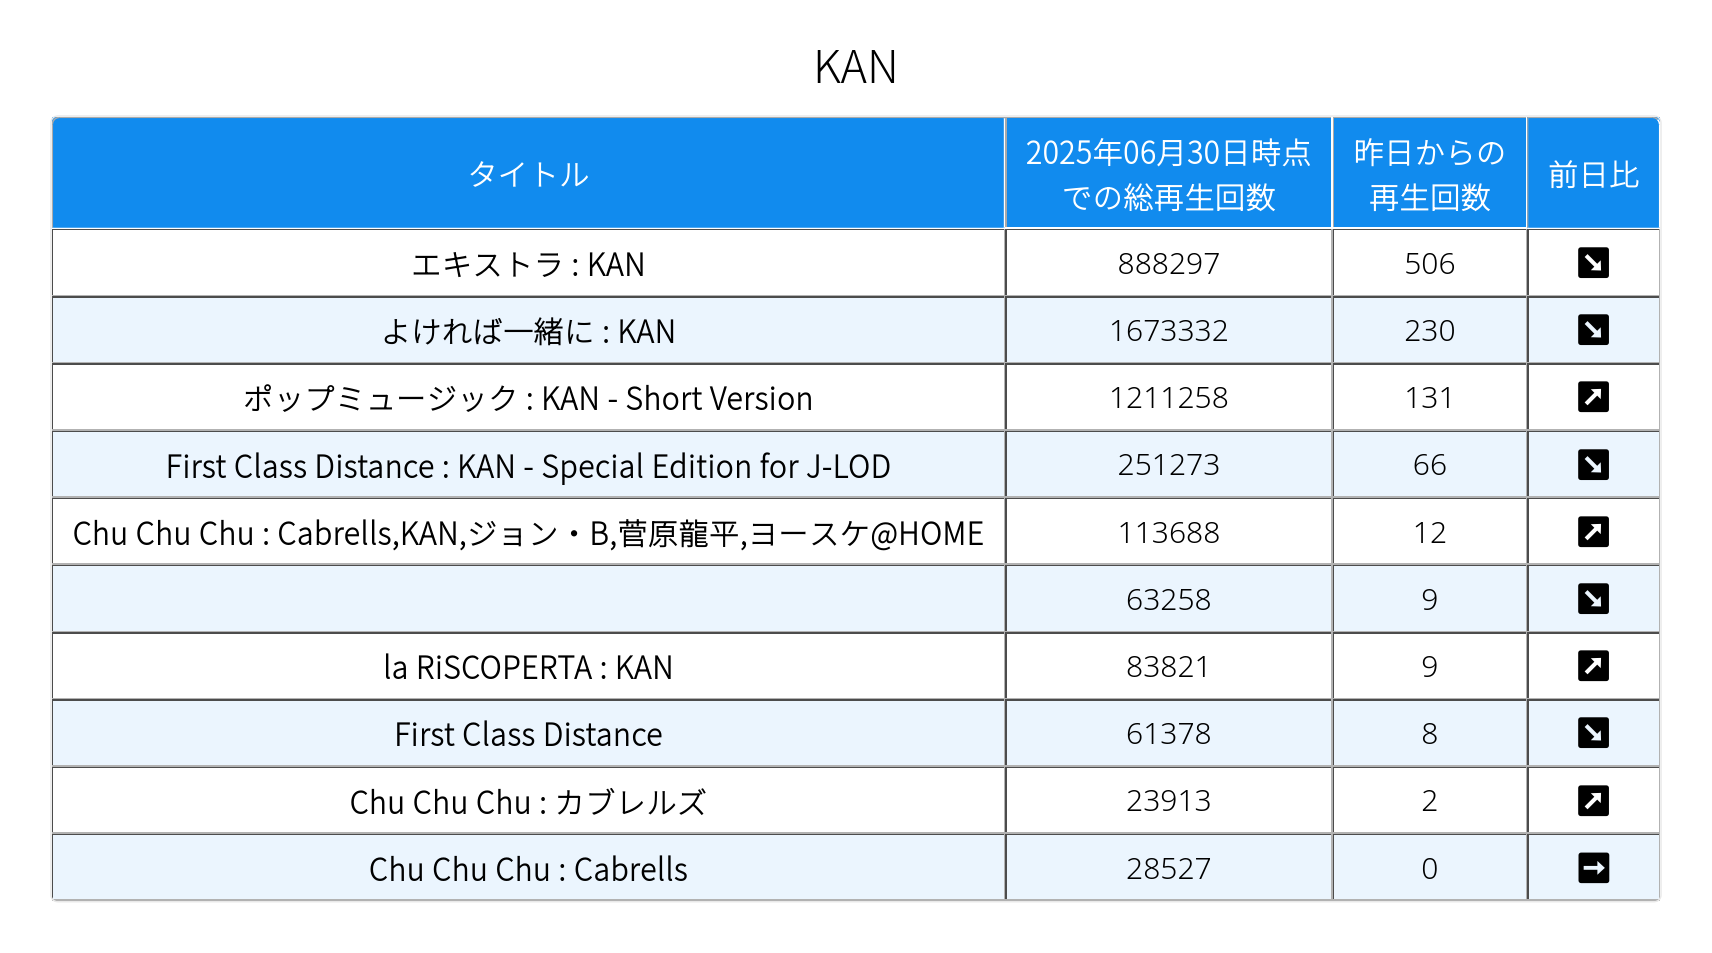 KAN
タイトル
2025年06月30日時点
での総再生回数
昨日からの
再生回数
前日比
エキストラ : KAN 888297 506 ↘
よければ一緒に : KAN 1673332 230 ↘
ポップミュージック : KAN - Short Version 1211258 131 ↗
First Class Distance : KAN - Special Edition for J-LOD 251273 66 ↘
Chu Chu Chu : Cabrells,KAN,ジョン・B,菅原龍平,ヨースケ@HOME 113688 12 ↗
63258 9 ↘
la RiSCOPERTA : KAN 83821 9 ↗
First Class Distance 61378 8 ↘
Chu Chu Chu : カブレルズ 23913 2 ↗
Chu Chu Chu : Cabrells 28527 0 →